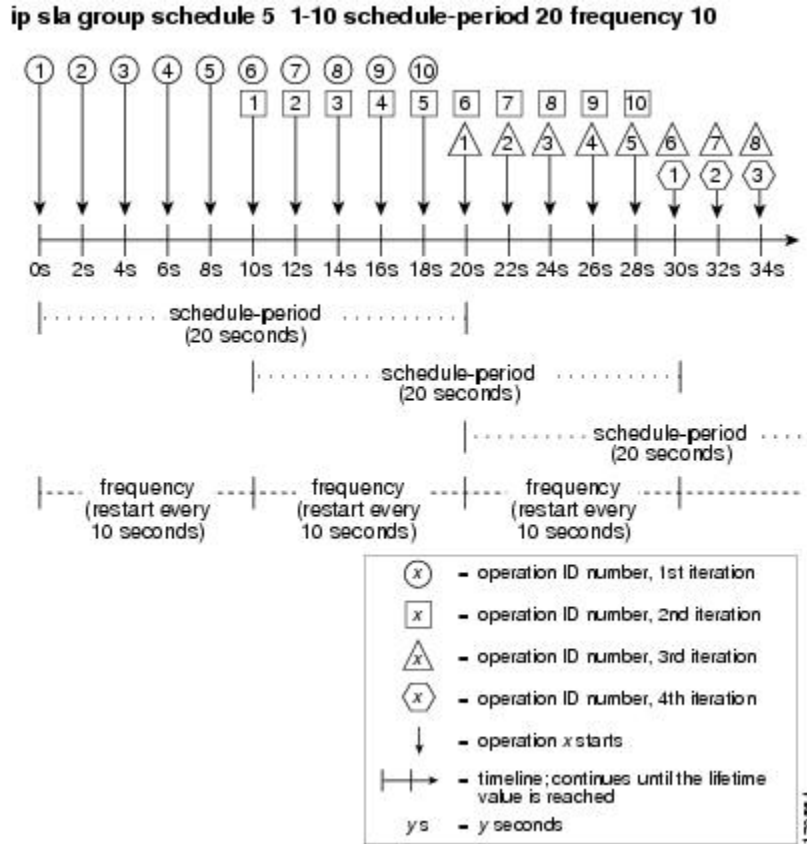 ip sla group schedule 5 1-10 schedule-period 20 frequency 10
1 2 3 4 5 6 7 8 9 10
1 2 3 4 5 6 7 8 9 10
1 2 3 4 5 6 7 8
1 2 3
0s 2s 4s 6s 8s 10s 12s 14s 16s 18s 20s 22s 24s 26s 28s 30s 32s 34s
schedule-period
(20 seconds)
schedule-period
(20 seconds)
schedule-period
(20 seconds)
frequency
(restart every
10 seconds)
frequency
(restart every
10 seconds)
frequency
(restart every
10 seconds)
x = operation ID number, 1st iteration
x = operation ID number, 2nd iteration
x = operation ID number, 3rd iteration
x = operation ID number, 4th iteration
= operation x starts
= timeline; continues until the lifetime
value is reached
y s = y seconds